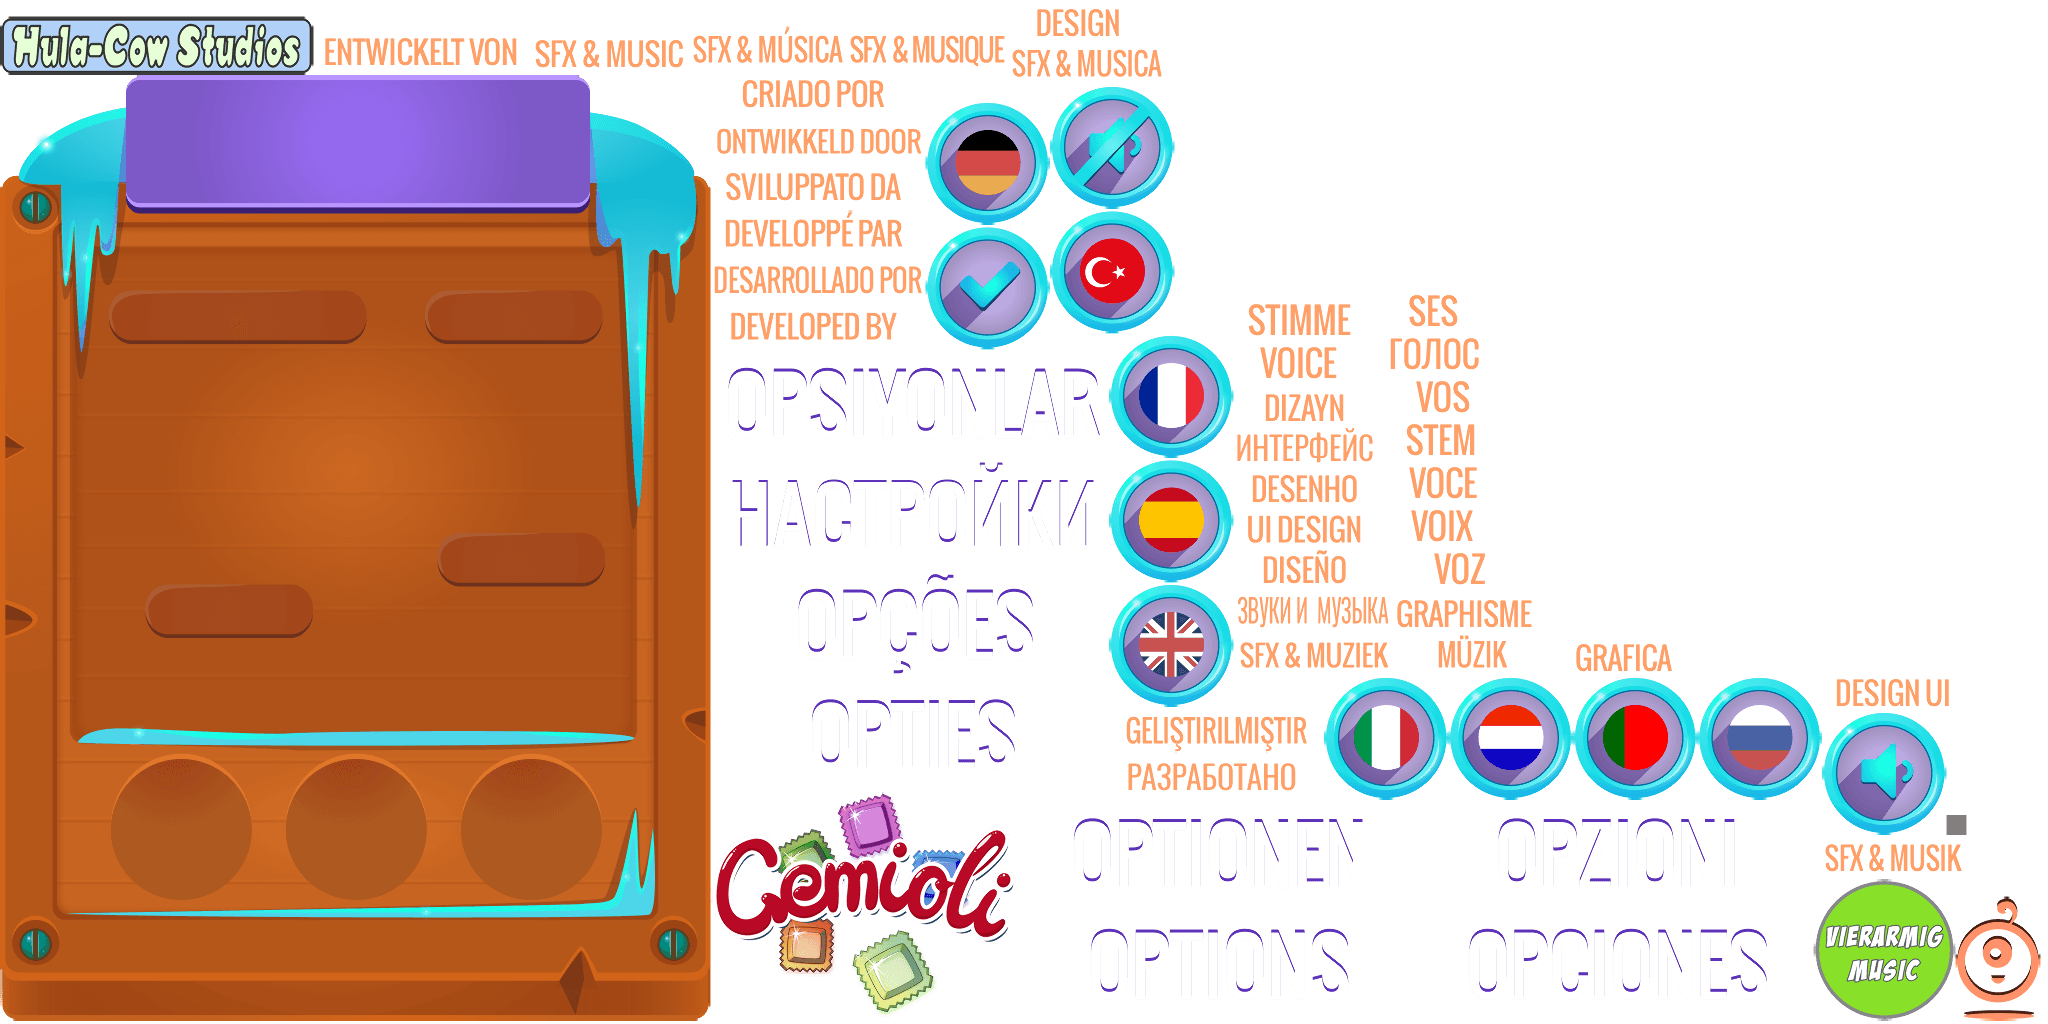 Hula-Cow Studios
ENTWICKELT VON
SFX & MUSIC
SFX & MÚSICA
SFX & MUSIQUE
DESIGN
SFX & MUSICA
CRIADO POR
ONTWIKKELD DOOR
SVILUPPATO DA
DEVELOPPÉ PAR
DESARROLLADO POR
DEVELOPED BY
OPSIYONLAR
НАСТРОЙКИ
OPÇÕES
OPTIES
STIMME
VOICE
DIZAYN
ИНТЕРФЕЙС
DESENHO
UI DESIGN
DISEÑO
ЗВУКИ И МУЗЫКА
SFX & MUZIEK
SES
ГОЛОС
VOS
STEM
VOCE
VOIX
VOZ
GRAPHISME
MÜZIK
GRAFICA
GELIŞTIRILMIŞTIR
РАЗРАБОТАНО
DESIGN UI
SFX & MUSIK
Gemioli
OPTIONEN
OPZIONI
OPTIONS
OPCIONES
VIERARMIG
MUSIC